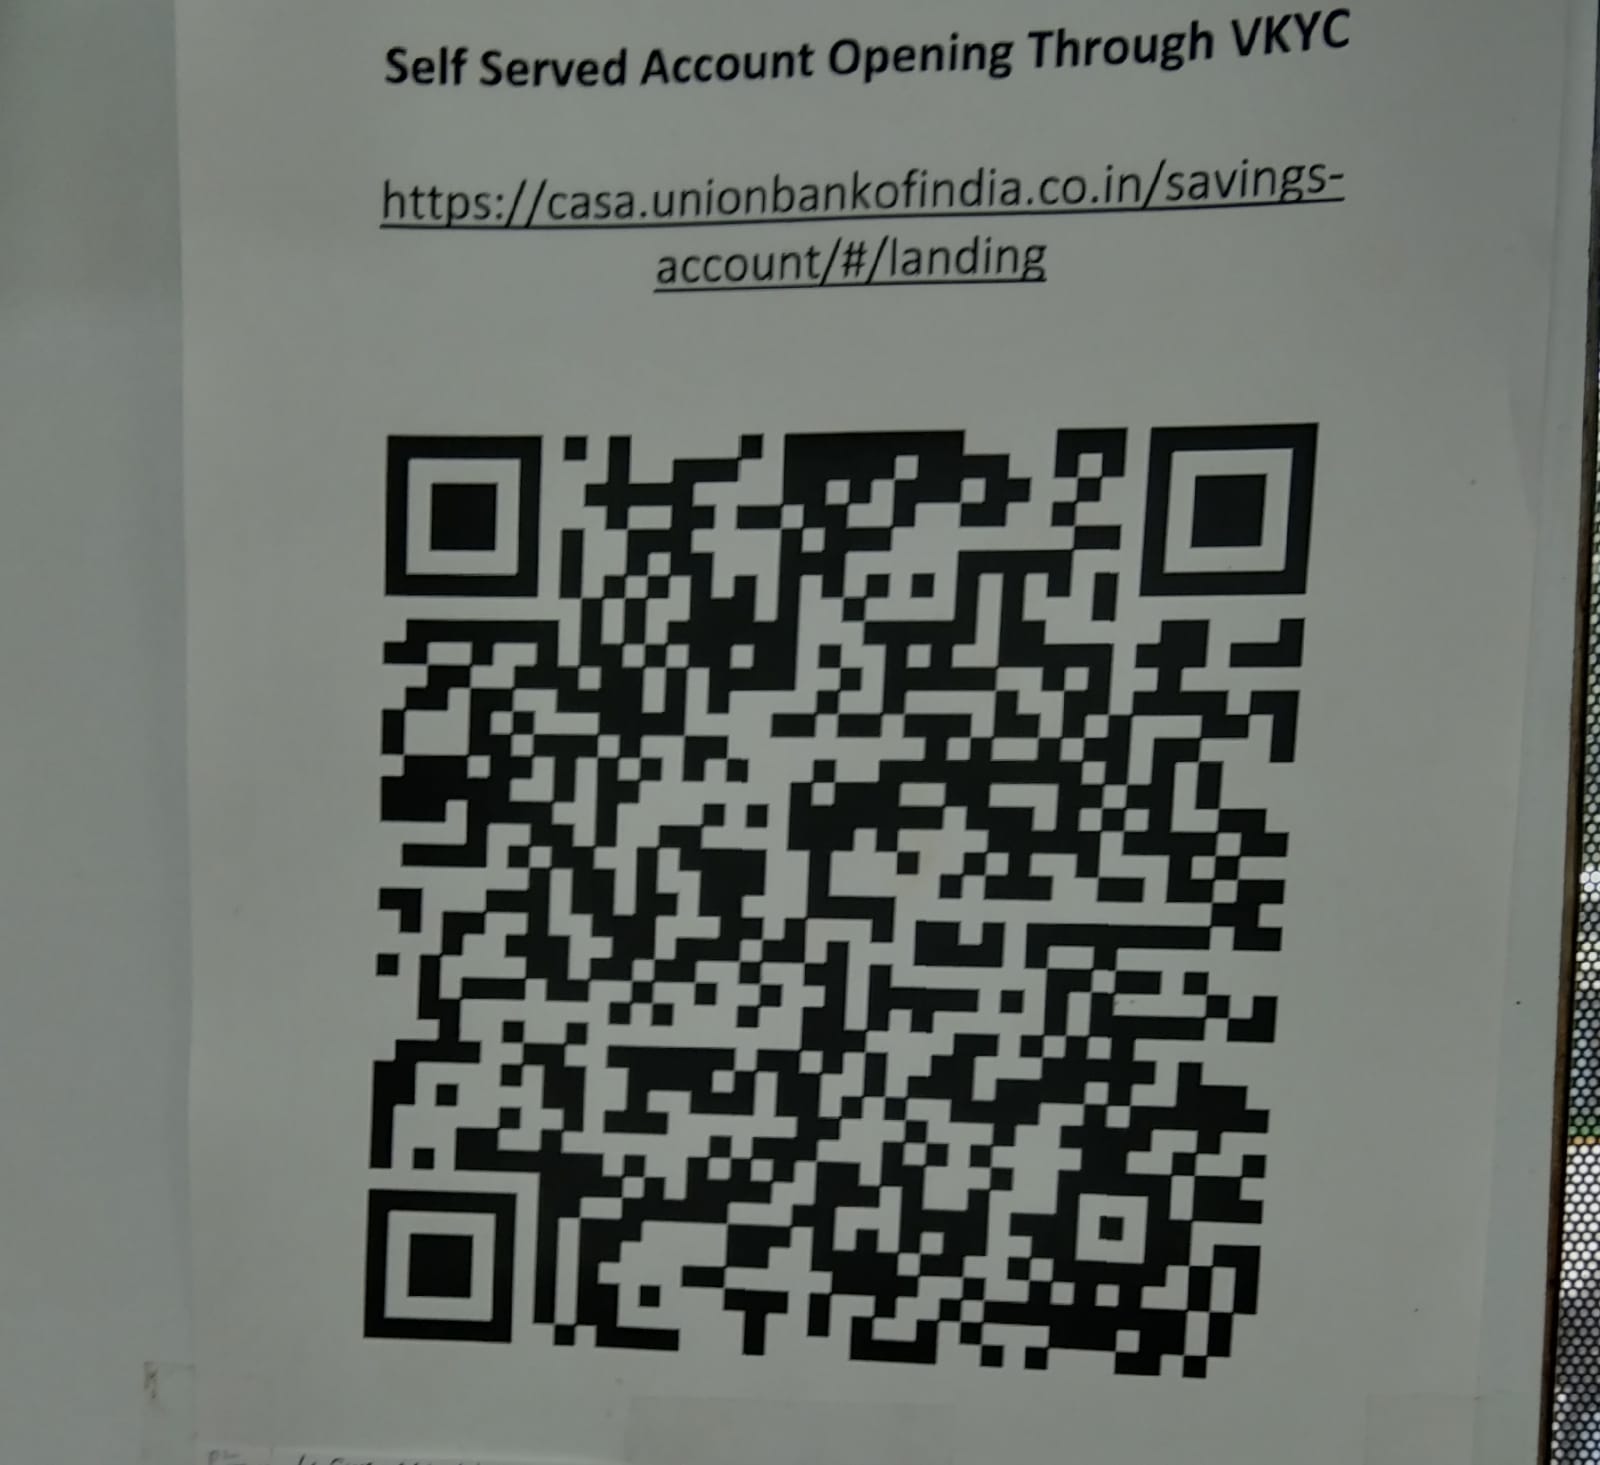 Self Served Account Opening Through VKYC
https://casa.unionbankofindia.co.in/savings-
account/#/landing